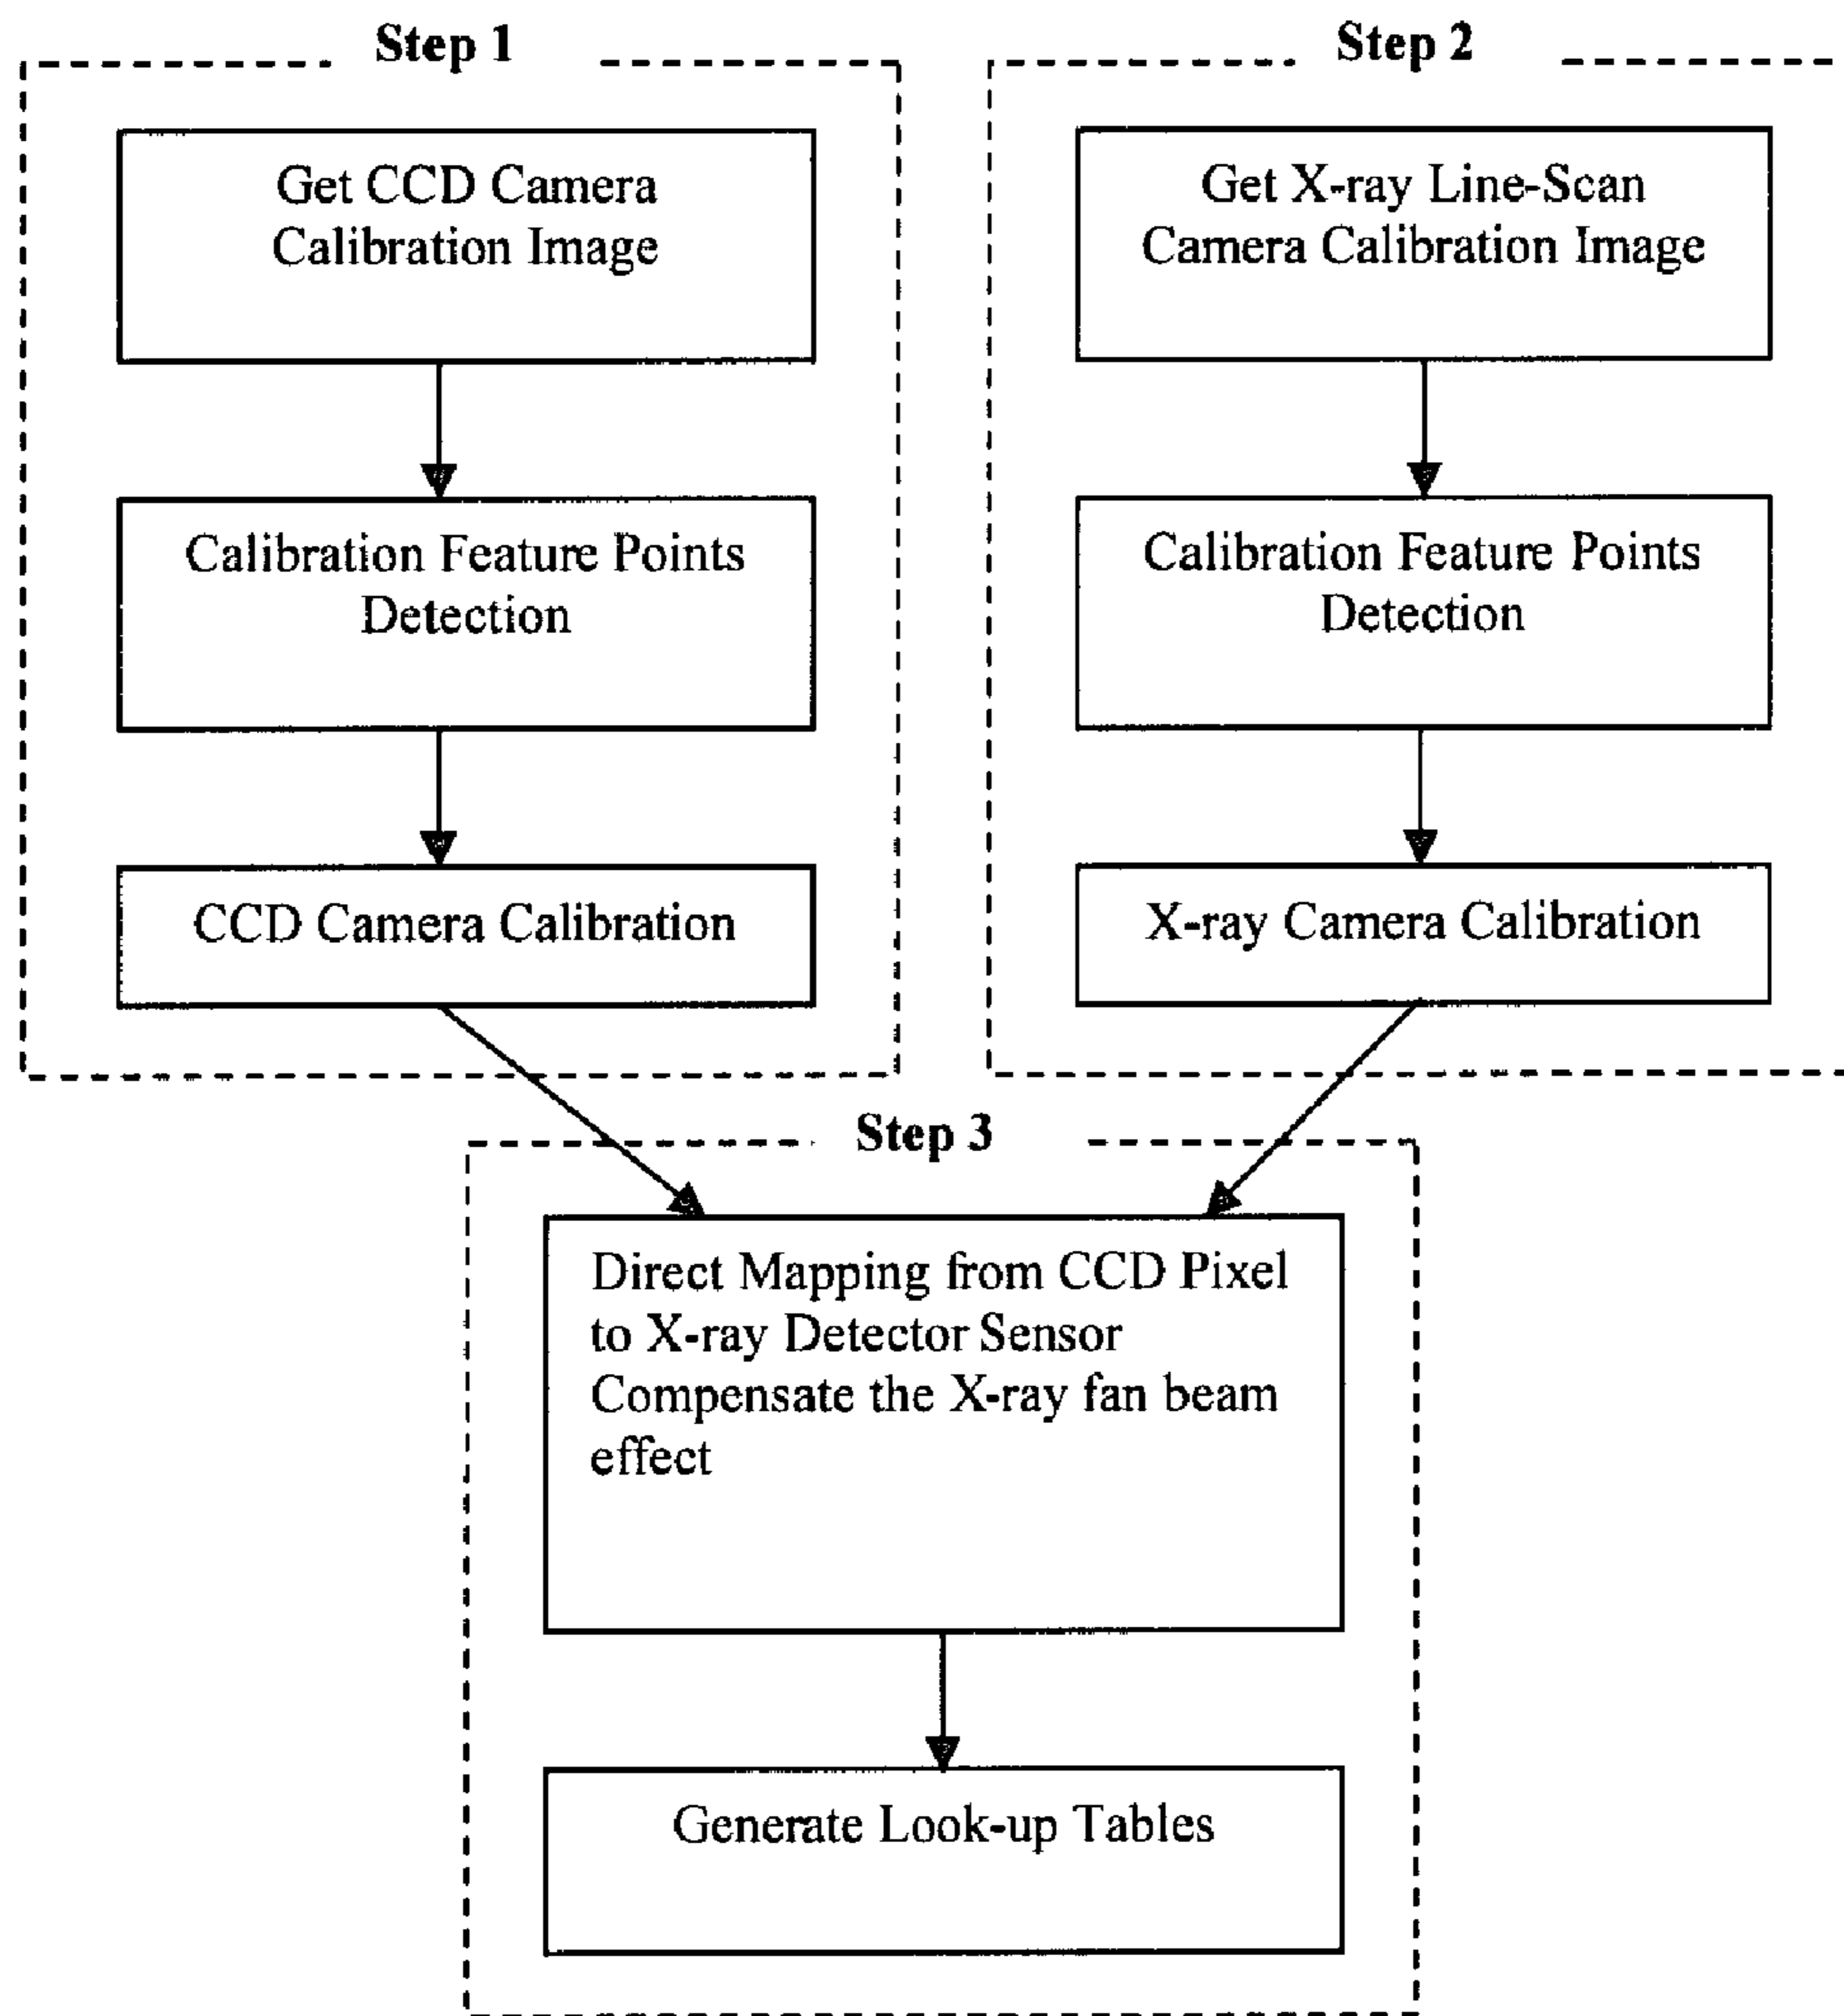 Step 1
Get CCD Camera
Calibration Image
Calibration Feature Points
Detection
CCD Camera Calibration
Step 2
Get X-ray Line-Scan
Camera Calibration Image
Calibration Feature Points
Detection
X-ray Camera Calibration
Step 3
Direct Mapping from CCD Pixel
to X-ray Detector Sensor
Compensate the X-ray fan beam
effect
Generate Look-up Tables